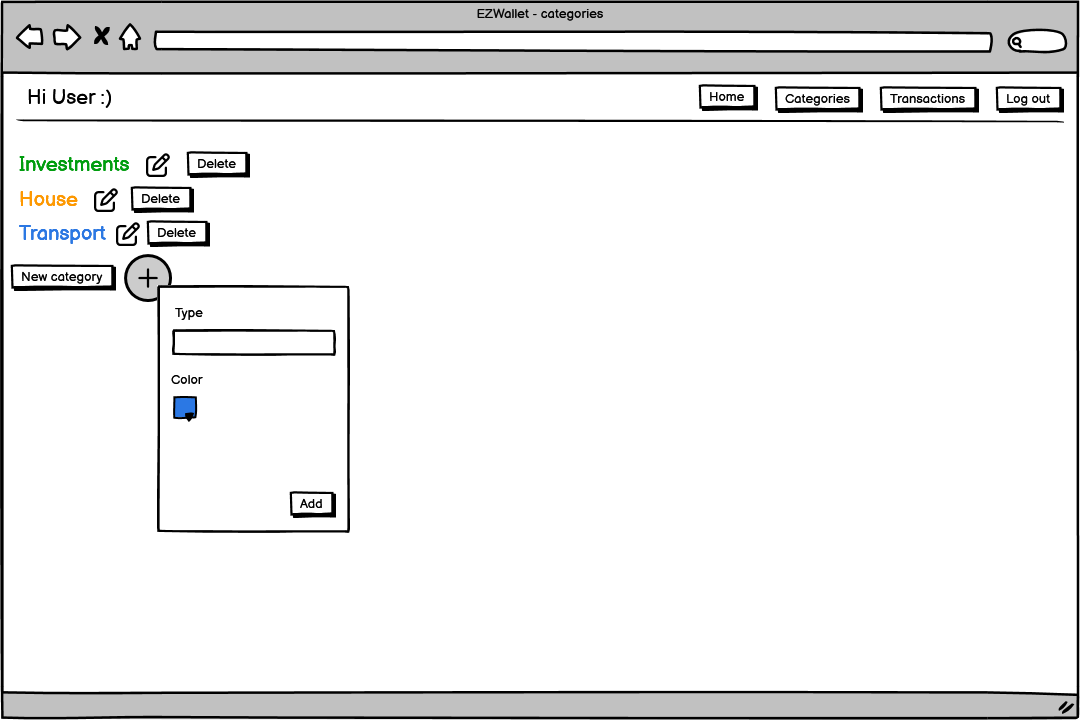 EZWallet - categories
Hi User :)
Home
Categories
Transactions
Log out
Investments
Delete
House
Delete
Transport
Delete
New category
Type
Color
Add